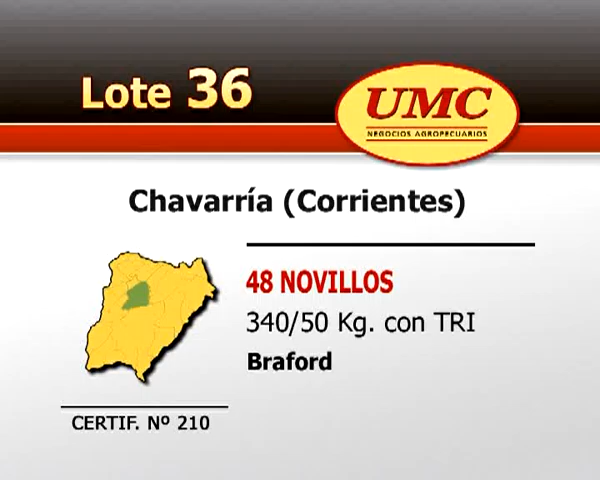 Lote 36
UMC
NEGOCIOS AGROPECUARIOS
Chavarría (Corrientes)
48 NOVILLOS
340/50 Kg. con TRI
Braford
CERTIF. Nº 210